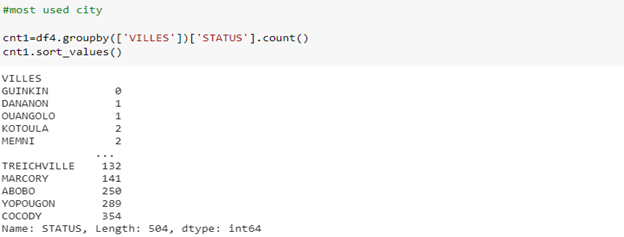 #most used city
cnt1=df4.groupby(['VILLES'])['STATUS'].count()
cnt1.sort_values()
VILLES
GUINKIN 0
DANANON 1
OUANGOLO 1
KOTOULA 2
MEMNI 2
...
TREICHVILLE 132
MARCORY 141
ABOBO 250
YOPOUGON 289
COCODY 354
Name: STATUS, Length: 504, dtype: int64